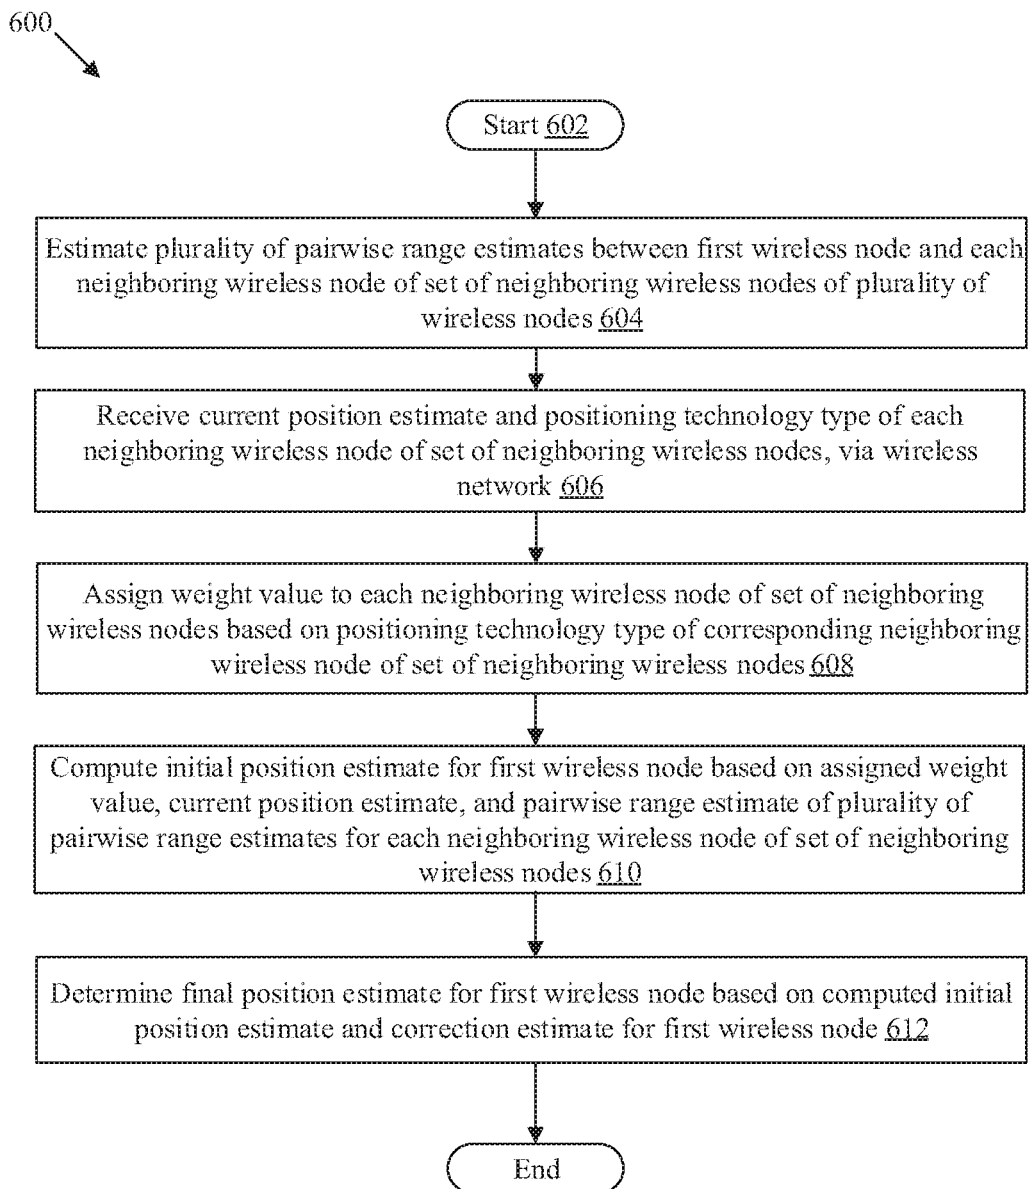 600
Start 602
Estimate plurality of pairwise range estimates between first wireless node and each
neighboring wireless node of set of neighboring wireless nodes of plurality of
wireless nodes 604
Receive current position estimate and positioning technology type of each
neighboring wireless node of set of neighboring wireless nodes, via wireless
network 606
Assign weight value to each neighboring wireless node of set of neighboring
wireless nodes based on positioning technology type of corresponding neighboring
wireless node of set of neighboring wireless nodes 608
Compute initial position estimate for first wireless node based on assigned weight
value, current position estimate, and pairwise range estimate of plurality of
pairwise range estimates for each neighboring wireless node of set of neighboring
wireless nodes 610
Determine final position estimate for first wireless node based on computed initial
position estimate and correction estimate for first wireless node 612
End